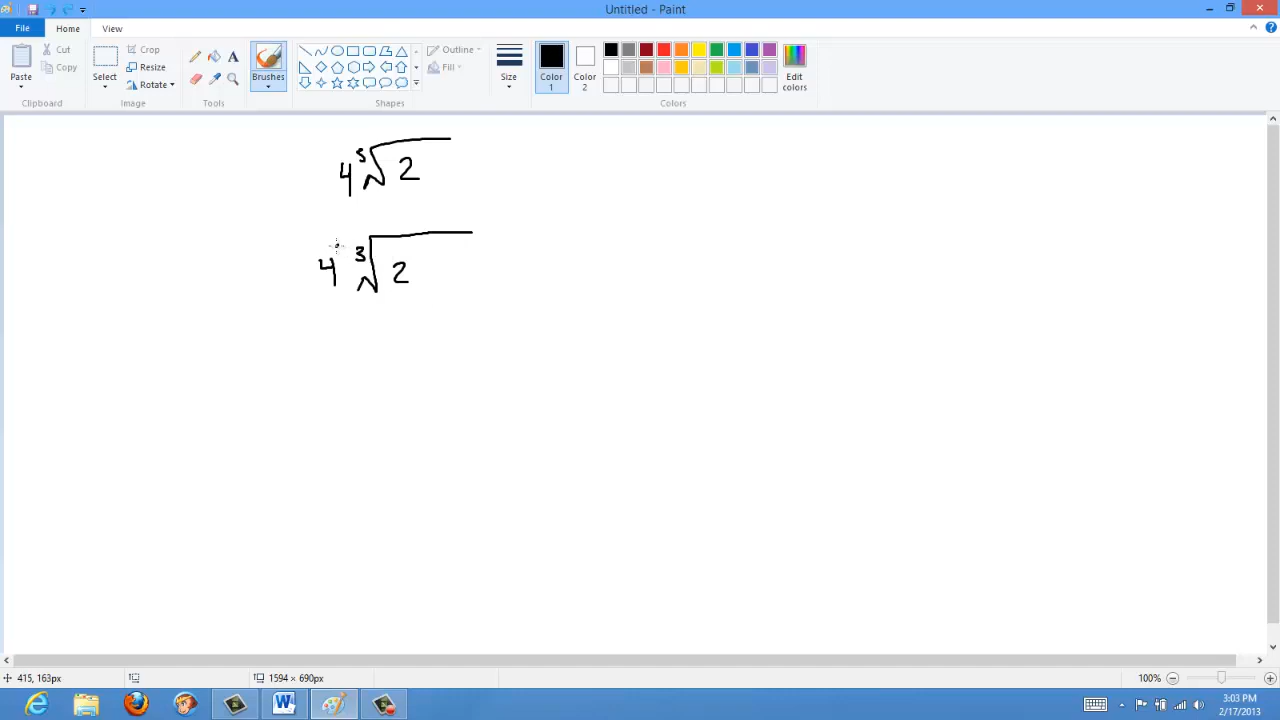 Untitled - Paint
File Home View
Paste Cut Copy Clipboard
Select Crop Resize Rotate Image
A Tools
Brushes
Outline Fill Shapes
Size
Color 1 Color 2 Edit colors Colors
4 ³√2
4 ³√2
415, 163px 1594 × 690px 100%
3:03 PM
2/17/2013